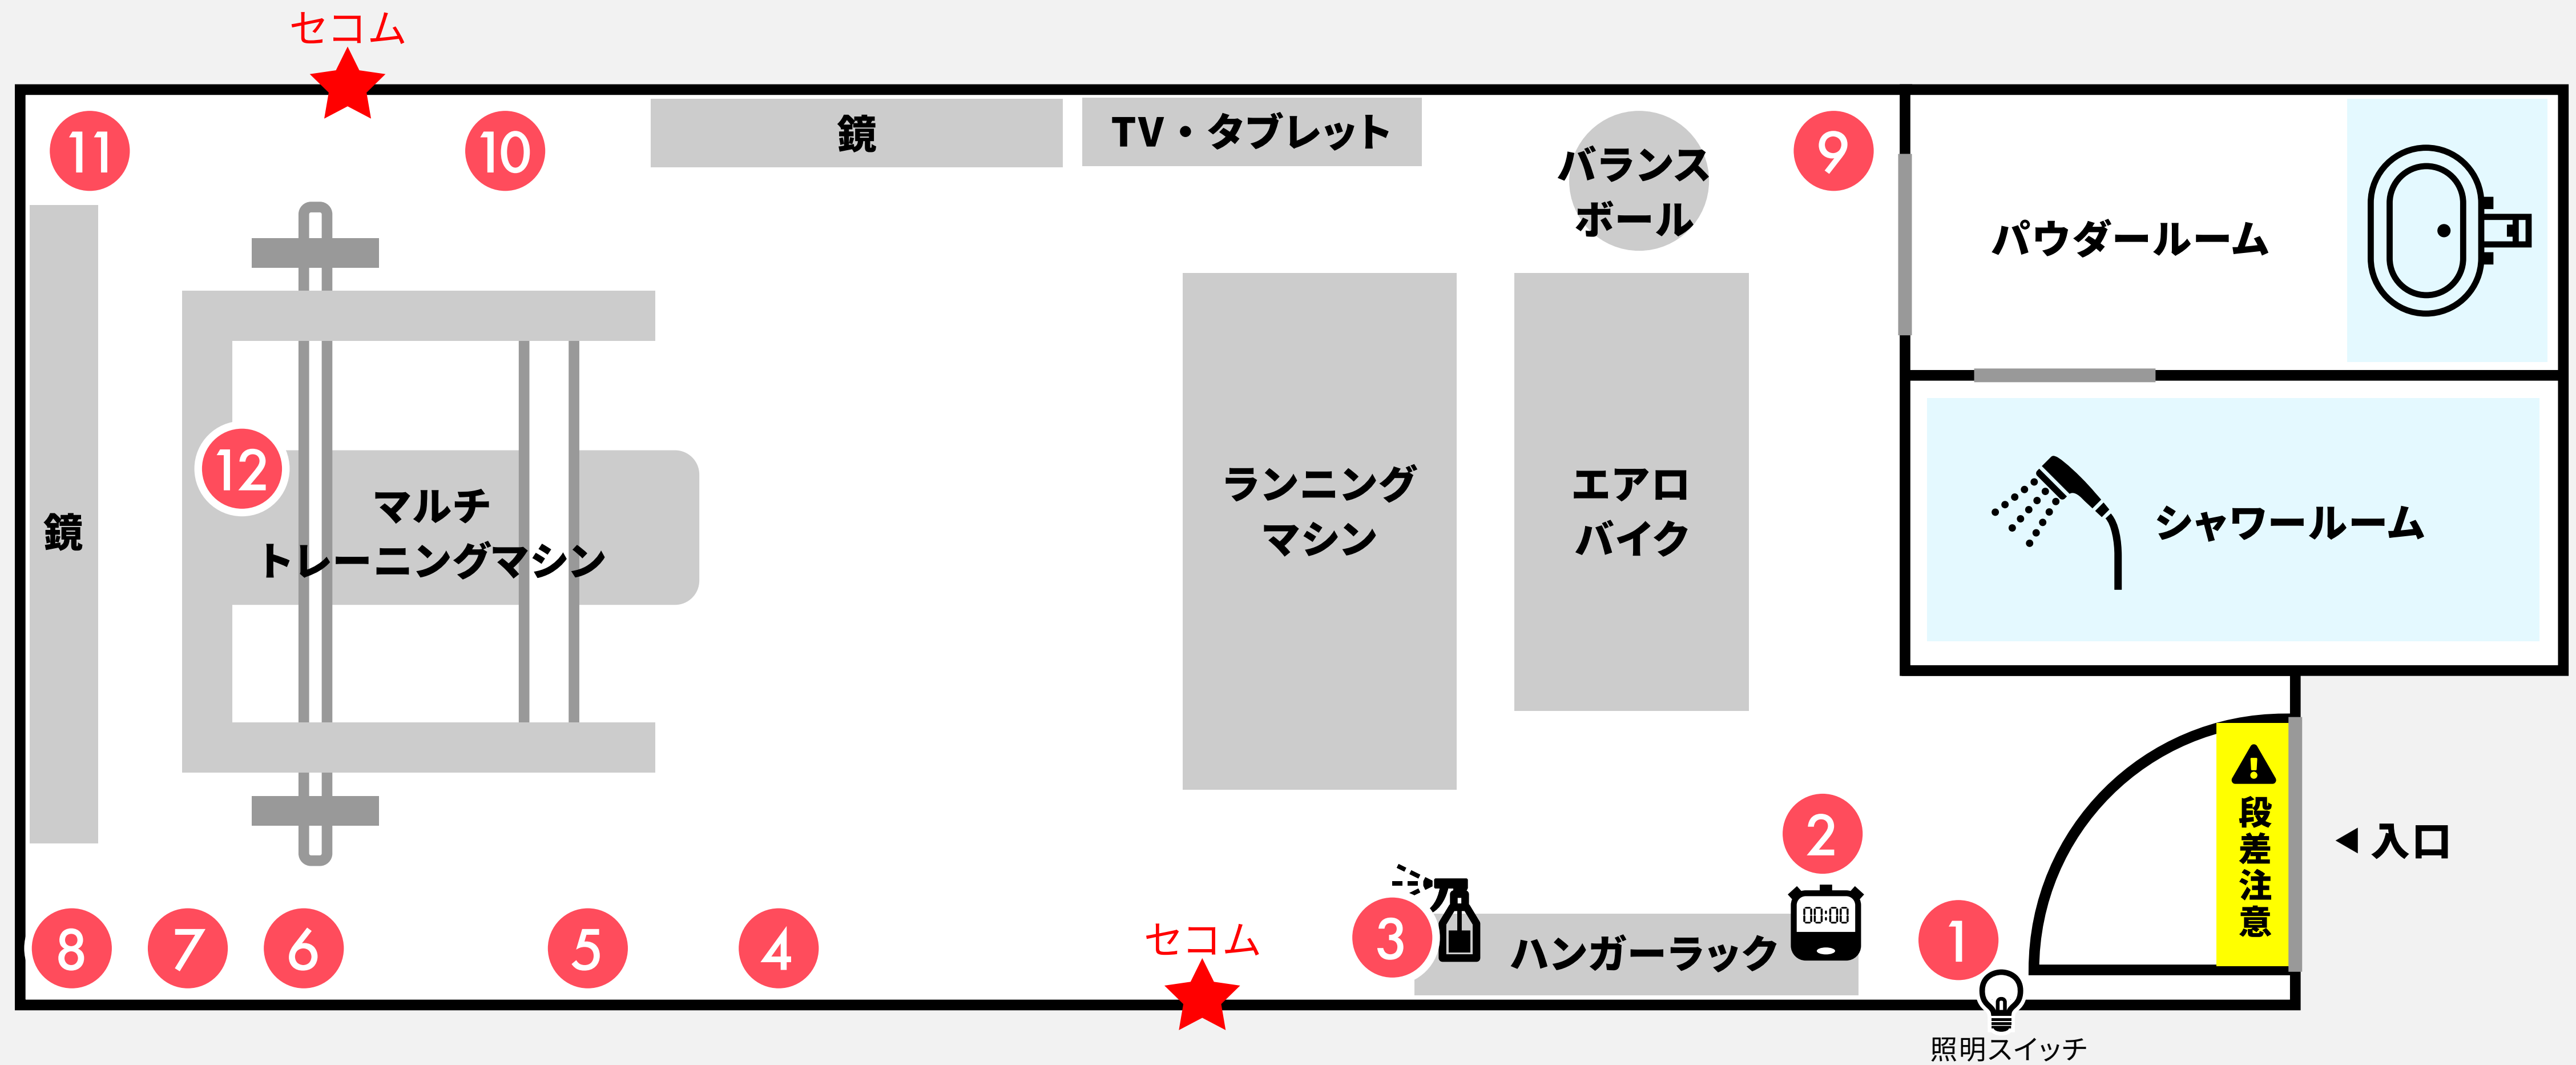 セコム
11
10
鏡
TV・タブレット
バランス
ボール
9
パウダールーム
12
マルチ
トレーニングマシン
鏡
ランニング
マシン
エアロ
バイク
シャワールーム
段差注意
入口
2
00:00
8
7
6
5
4
セコム
3
ハンガーラック
1
照明スイッチ